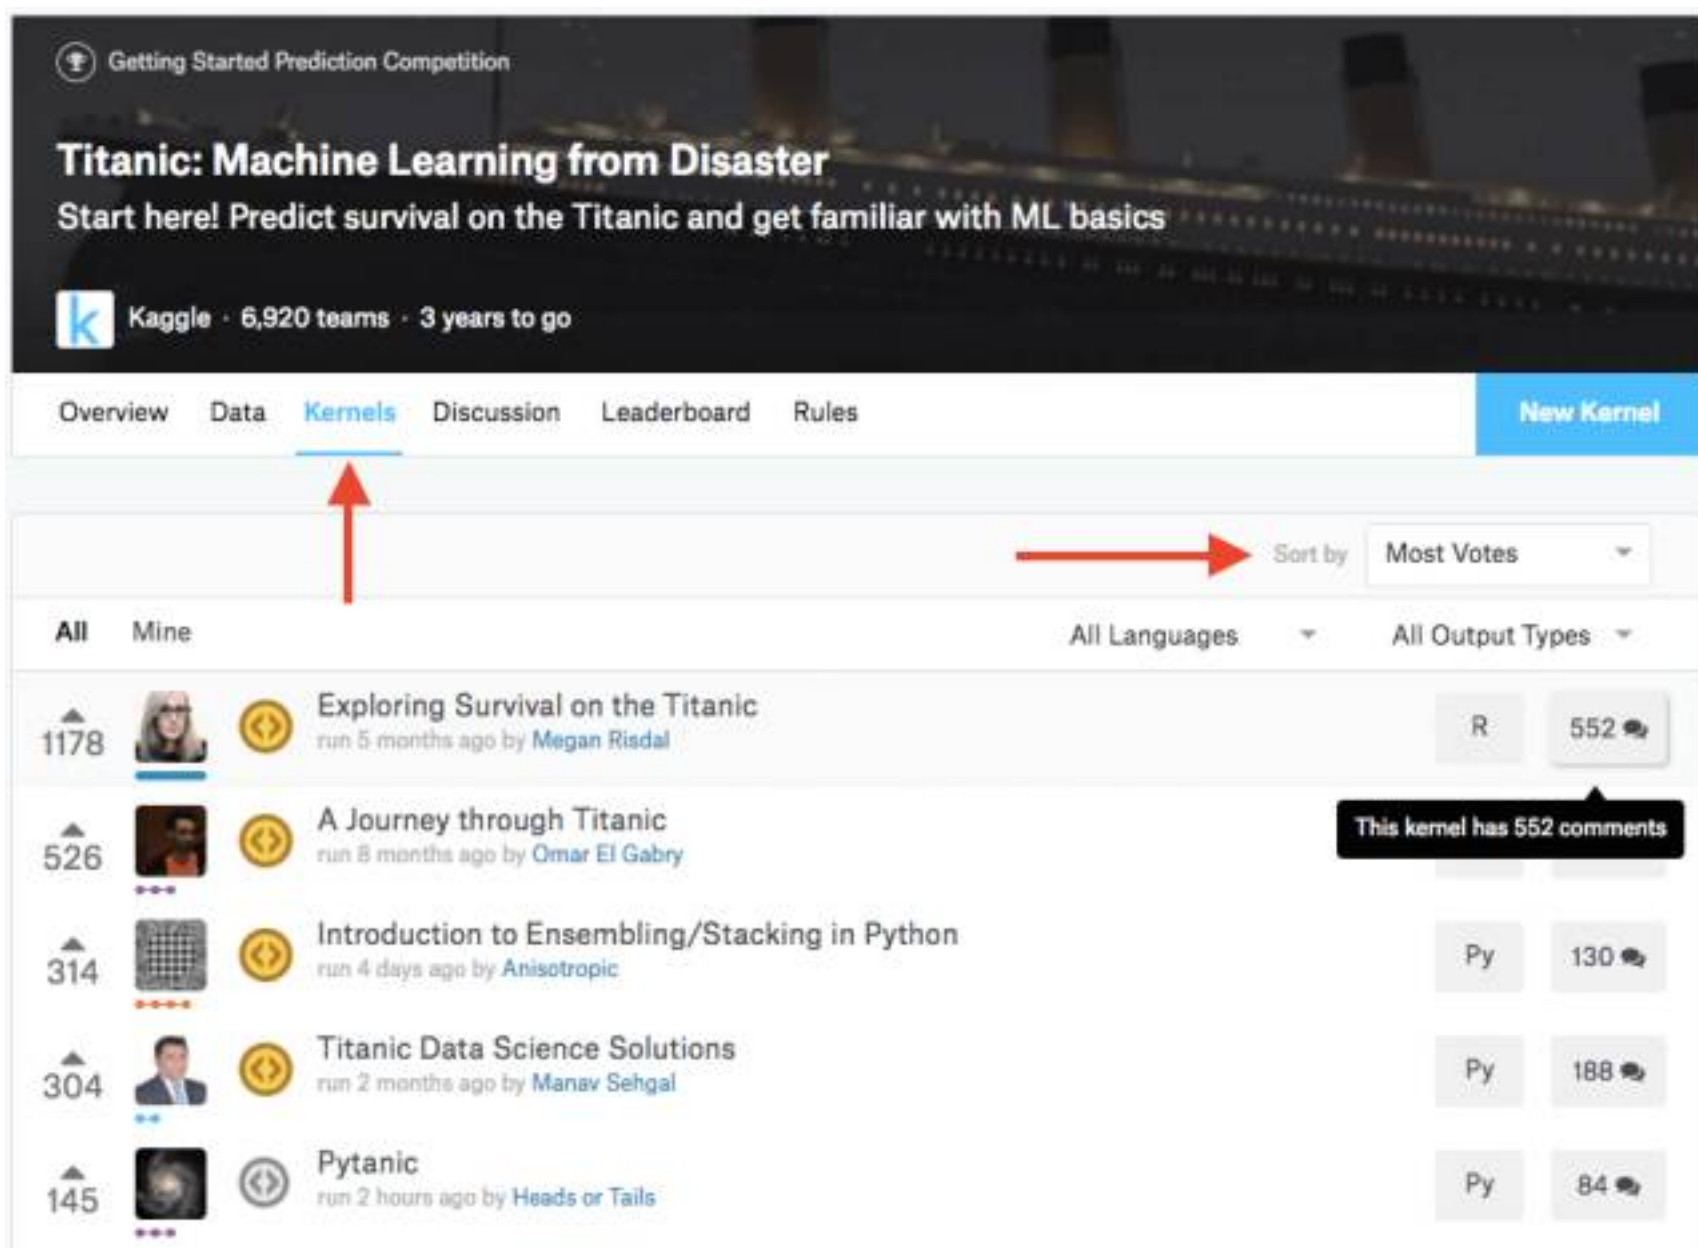 Getting Started Prediction Competition
Titanic: Machine Learning from Disaster
Start here! Predict survival on the Titanic and get familiar with ML basics
k
Kaggle · 6,920 teams · 3 years to go
Overview Data Kernels Discussion Leaderboard Rules New Kernel
Sort by Most Votes
All Mine All Languages All Output Types
Exploring Survival on the Titanic
1178 run 5 months ago by Megan Risdal R 552
This kernel has 552 comments
A Journey through Titanic
526 run 8 months ago by Omar El Gabry
Introduction to Ensembling/Stacking in Python
314 run 4 days ago by Anisotropic Py 130
Titanic Data Science Solutions
304 run 2 months ago by Manav Sehgal Py 188
Pytanic
145 run 2 hours ago by Heads or Tails Py 84